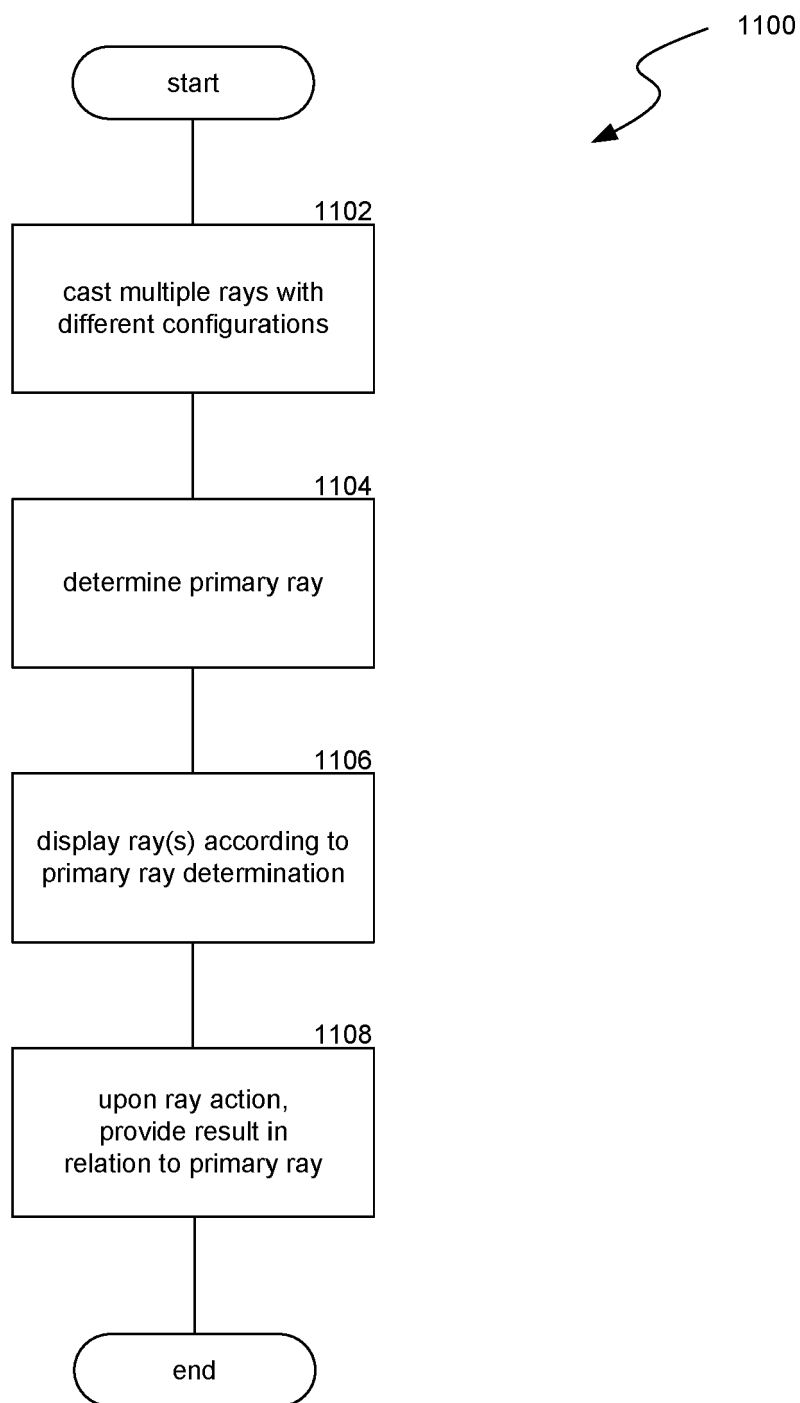 1100
start
1102
cast multiple rays with
different configurations
1104
determine primary ray
1106
display ray(s) according to
primary ray determination
1108
upon ray action,
provide result in
relation to primary ray
end